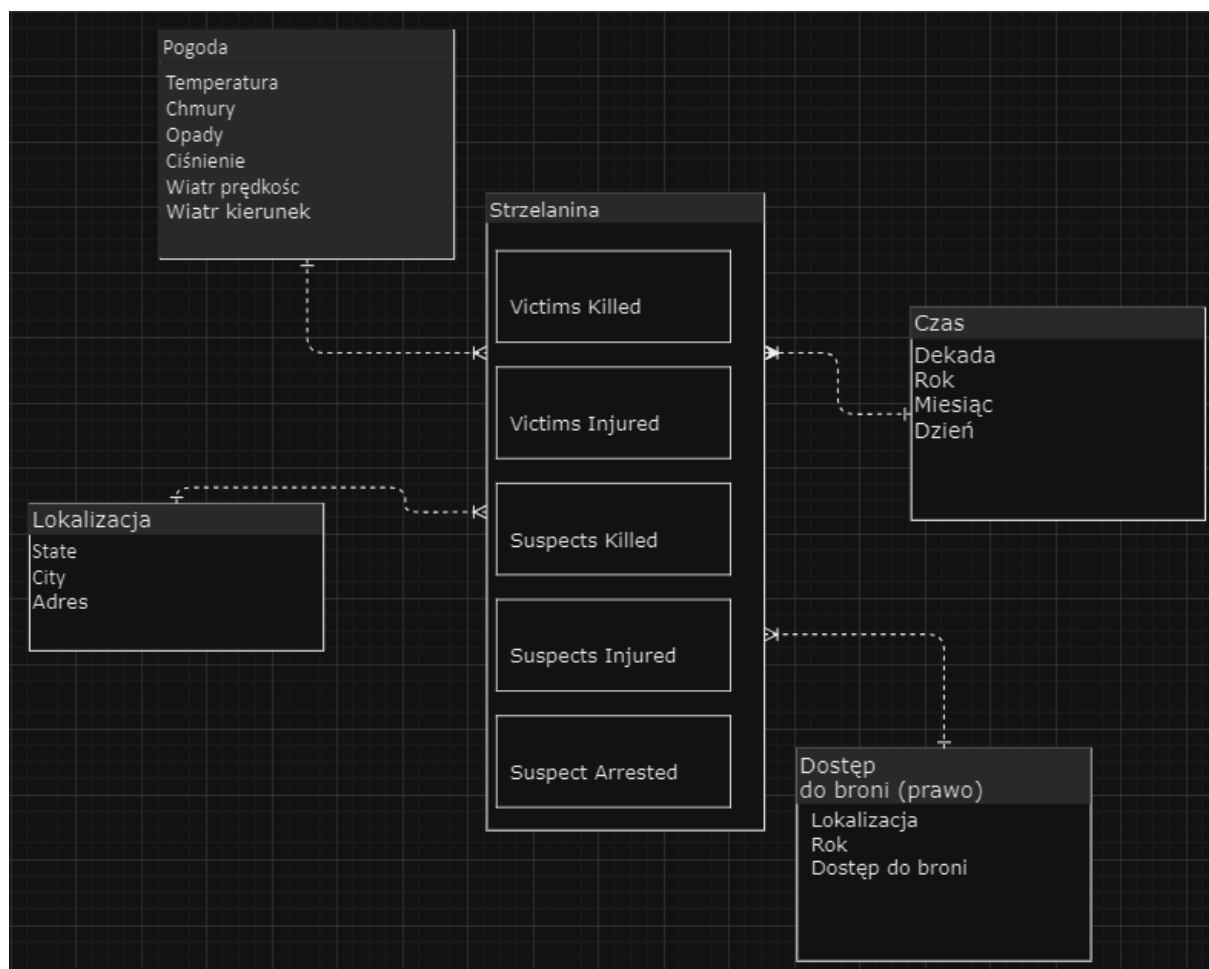 Pogoda
Temperatura
Chmury
Opady
Ciśnienie
Wiatr prędkośc
Wiatr kierunek
Strzelanina
Victims Killed
Victims Injured
Suspects Killed
Suspects Injured
Suspect Arrested
Czas
Dekada
Rok
Miesiąc
Dzień
Lokalizacja
State
City
Adres
Dostęp
do broni (prawo)
Lokalizacja
Rok
Dostęp do broni